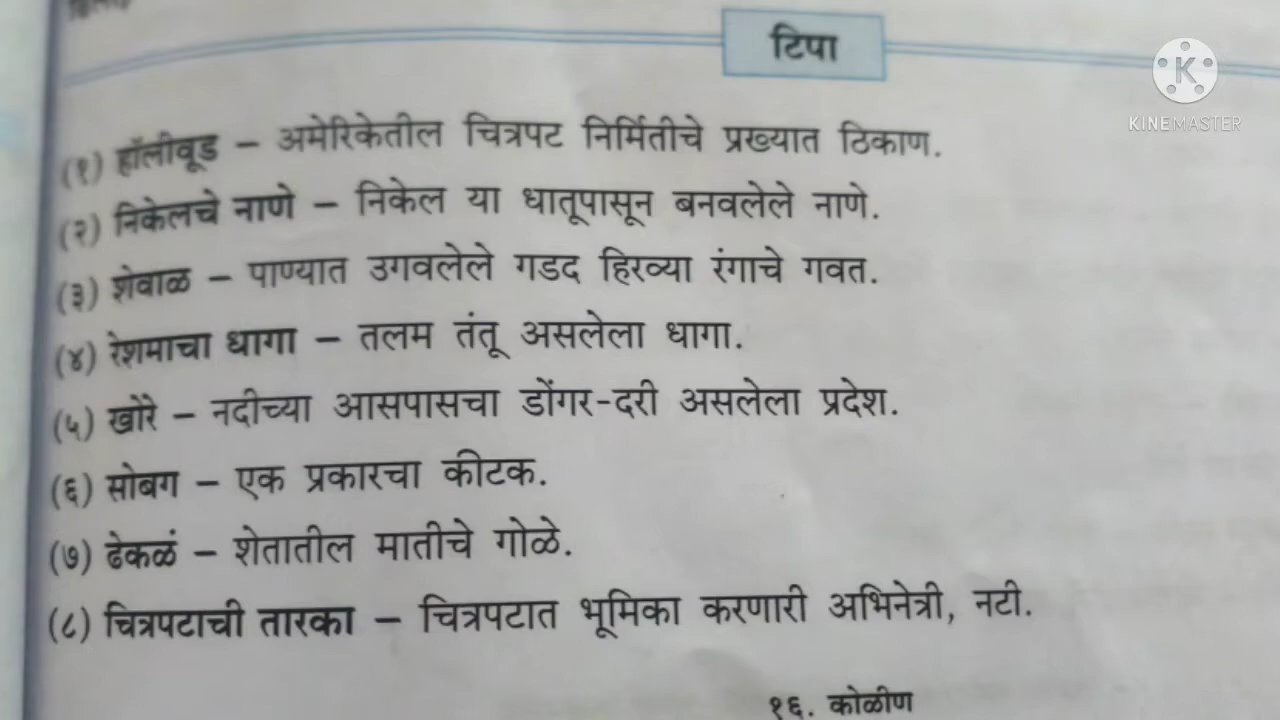 टिपा
KINEMASTER
(१) हॉलीवूड – अमेरिकेतील चित्रपट निर्मितीचे प्रख्यात ठिकाण.
(२) निकेलचे नाणे – निकेल या धातूपासून बनवलेले नाणे.
(३) शेवाळ – पाण्यात उगवलेले गडद हिरव्या रंगाचे गवत.
(४) रेशमाचा धागा – तलम तंतू असलेला धागा.
(५) खोरे – नदीच्या आसपासचा डोंगर-दरी असलेला प्रदेश.
(६) सोबग – एक प्रकारचा कीटक.
(७) ढेकळं – शेतातील मातीचे गोळे.
(८) चित्रपटाची तारका – चित्रपटात भूमिका करणारी अभिनेत्री, नटी.
१६. कोळीण